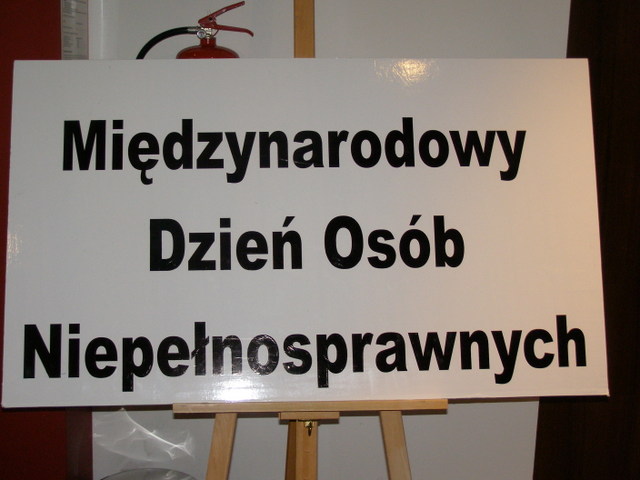 Międzynarodowy
Dzień Osób
Niepełnosprawnych